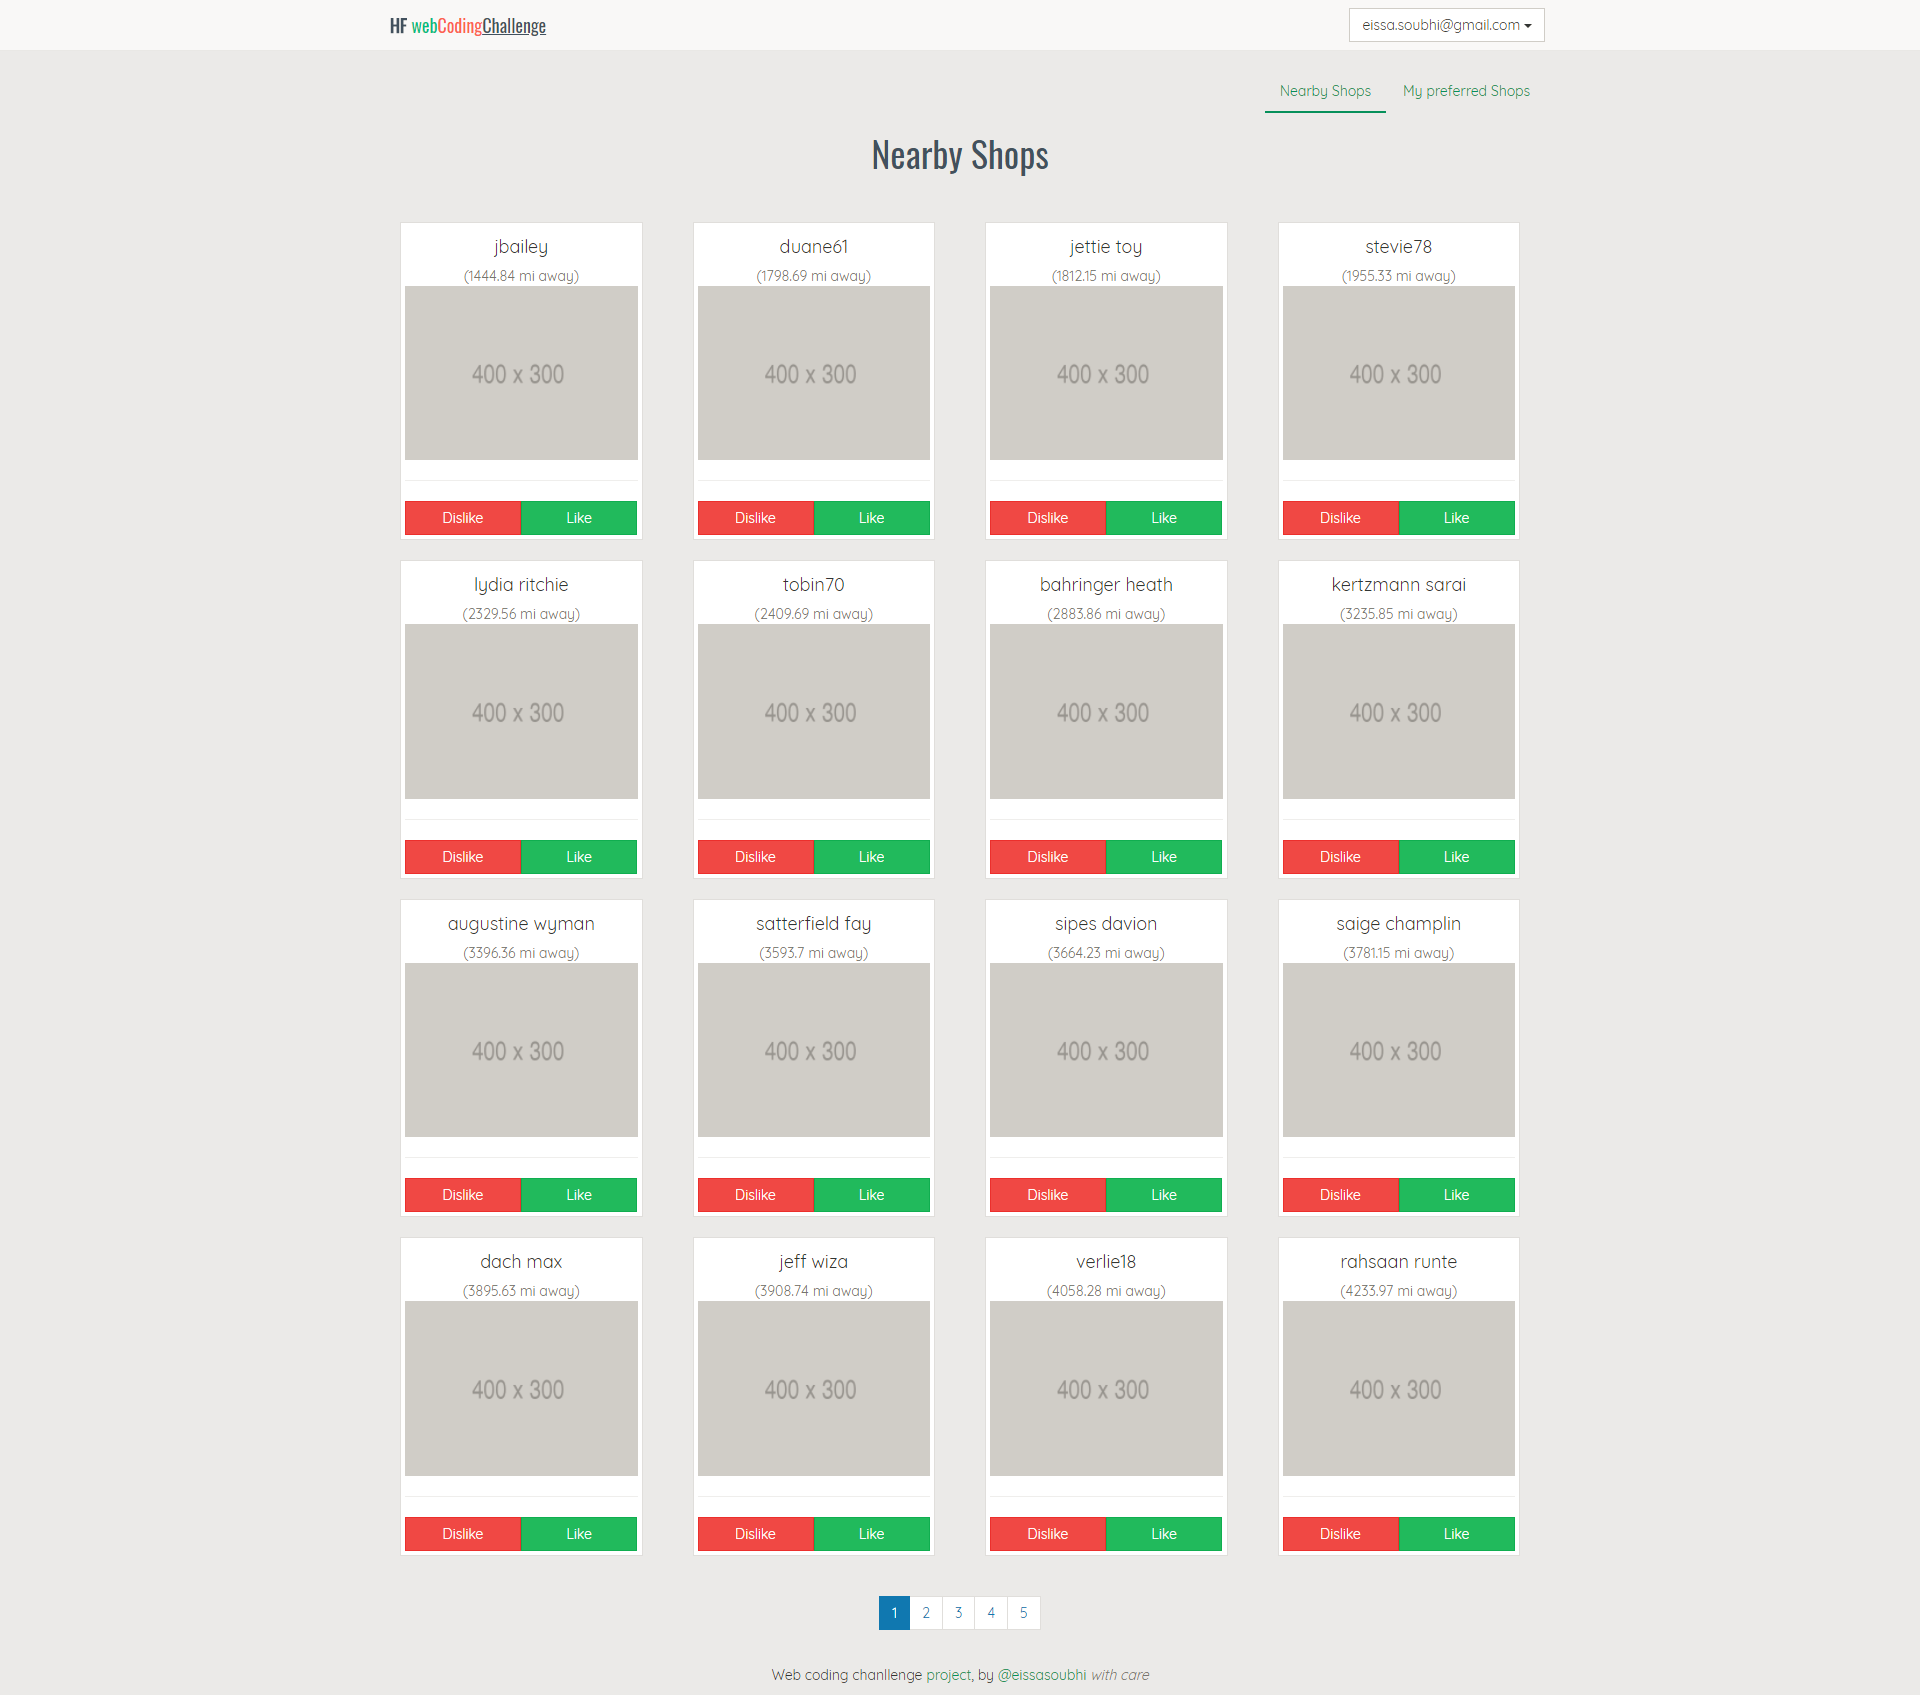 HF webCodingChallenge
eissa.soubhi@gmail.com
Nearby Shops My preferred Shops
Nearby Shops
jbailey duane61 jettie toy stevie78
(1444.84 mi away) (1798.69 mi away) (1812.15 mi away) (1955.33 mi away)
400 x 300 400 x 300 400 x 300 400 x 300
Dislike Like Dislike Like Dislike Like Dislike Like
lydia ritchie tobin70 bahringer heath kertzmann sarai
(2329.56 mi away) (2409.69 mi away) (2883.86 mi away) (3235.85 mi away)
400 x 300 400 x 300 400 x 300 400 x 300
Dislike Like Dislike Like Dislike Like Dislike Like
augustine wyman satterfield fay sipes davion saige champlin
(3396.36 mi away) (3593.7 mi away) (3664.23 mi away) (3781.15 mi away)
400 x 300 400 x 300 400 x 300 400 x 300
Dislike Like Dislike Like Dislike Like Dislike Like
dach max jeff wiza verlie18 rahsaan runte
(3895.63 mi away) (3908.74 mi away) (4058.28 mi away) (4233.97 mi away)
400 x 300 400 x 300 400 x 300 400 x 300
Dislike Like Dislike Like Dislike Like Dislike Like
1 2 3 4 5
Web coding chanllenge project, by @eissasoubhi with care